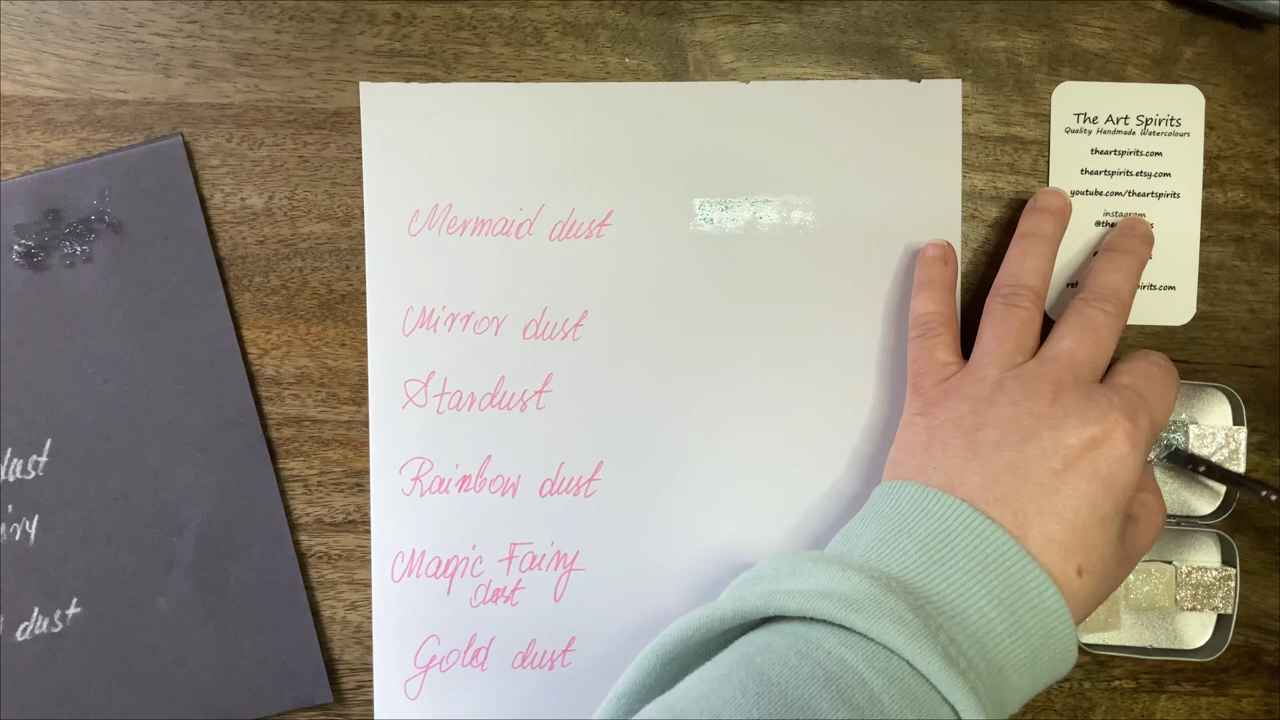 Mermaid dust
Mirror dust
Stardust
Rainbow dust
Magic Fairy
dust
Gold dust
The Art Spirits
Quality Handmade Watercolours
theartspirits.com
theartspirits.etsy.com
youtube.com/theartspirits
instagram
dust